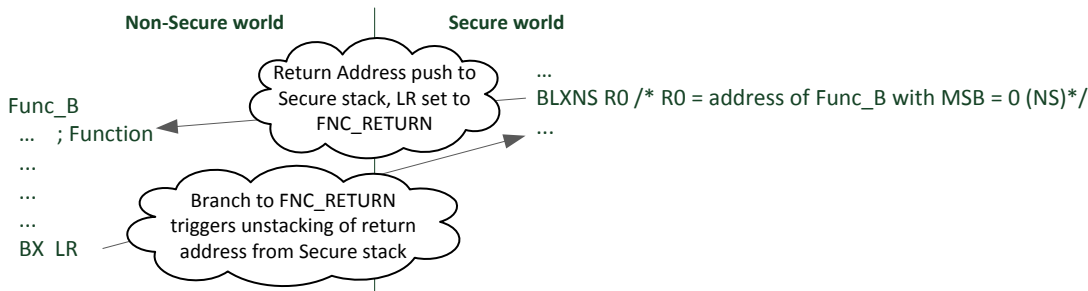 Non-Secure world
Secure world
Return Address push to
Secure stack, LR set to
FNC_RETURN
...
BLXNS R0 /* R0 = address of Func_B with MSB = 0 (NS)*/
...
Func_B
... ; Function
...
...
...
BX LR
Branch to FNC_RETURN
triggers unstacking of return
address from Secure stack